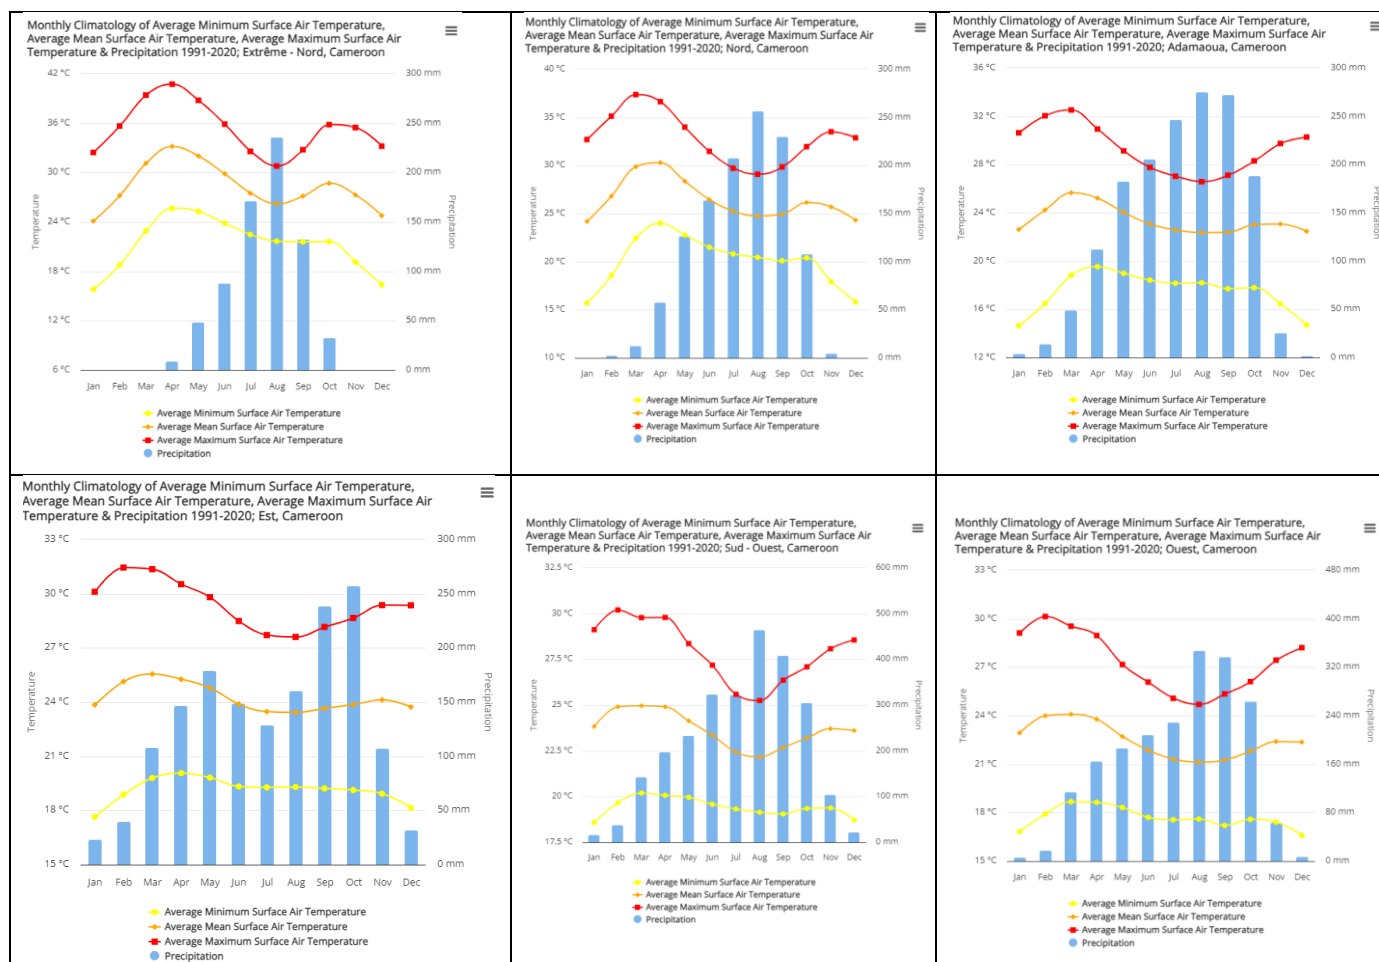 Monthly Climatology of Average Minimum Surface Air Temperature,
Average Mean Surface Air Temperature, Average Maximum Surface Air
Temperature & Precipitation 1991-2020; Extrême - Nord, Cameroon
42 °C
36 °C
30 °C
24 °C
18 °C
12 °C
6 °C
Temperature
300 mm
250 mm
200 mm
150 mm
100 mm
50 mm
0 mm
Precipitation
Jan Feb Mar Apr May Jun Jul Aug Sep Oct Nov Dec
Average Minimum Surface Air Temperature
Average Mean Surface Air Temperature
Average Maximum Surface Air Temperature
Precipitation
Monthly Climatology of Average Minimum Surface Air Temperature,
Average Mean Surface Air Temperature, Average Maximum Surface Air
Temperature & Precipitation 1991-2020; Nord, Cameroon
40 °C
35 °C
30 °C
25 °C
20 °C
15 °C
10 °C
Temperature
300 mm
250 mm
200 mm
150 mm
100 mm
50 mm
0 mm
Precipitation
Jan Feb Mar Apr May Jun Jul Aug Sep Oct Nov Dec
Average Minimum Surface Air Temperature
Average Mean Surface Air Temperature
Average Maximum Surface Air Temperature
Precipitation
Monthly Climatology of Average Minimum Surface Air Temperature,
Average Mean Surface Air Temperature, Average Maximum Surface Air
Temperature & Precipitation 1991-2020; Adamaoua, Cameroon
36 °C
32 °C
28 °C
24 °C
20 °C
16 °C
12 °C
Temperature
300 mm
250 mm
200 mm
150 mm
100 mm
50 mm
0 mm
Precipitation
Jan Feb Mar Apr May Jun Jul Aug Sep Oct Nov Dec
Average Minimum Surface Air Temperature
Average Mean Surface Air Temperature
Average Maximum Surface Air Temperature
Precipitation
Monthly Climatology of Average Minimum Surface Air Temperature,
Average Mean Surface Air Temperature, Average Maximum Surface Air
Temperature & Precipitation 1991-2020; Est, Cameroon
33 °C
30 °C
27 °C
24 °C
21 °C
18 °C
15 °C
Temperature
300 mm
250 mm
200 mm
150 mm
100 mm
50 mm
0 mm
Precipitation
Jan Feb Mar Apr May Jun Jul Aug Sep Oct Nov Dec
Average Minimum Surface Air Temperature
Average Mean Surface Air Temperature
Average Maximum Surface Air Temperature
Precipitation
Monthly Climatology of Average Minimum Surface Air Temperature,
Average Mean Surface Air Temperature, Average Maximum Surface Air
Temperature & Precipitation 1991-2020; Sud - Ouest, Cameroon
32.5 °C
30 °C
27.5 °C
25 °C
22.5 °C
20 °C
17.5 °C
Temperature
600 mm
500 mm
400 mm
300 mm
200 mm
100 mm
0 mm
Precipitation
Jan Feb Mar Apr May Jun Jul Aug Sep Oct Nov Dec
Average Minimum Surface Air Temperature
Average Mean Surface Air Temperature
Average Maximum Surface Air Temperature
Precipitation
Monthly Climatology of Average Minimum Surface Air Temperature,
Average Mean Surface Air Temperature, Average Maximum Surface Air
Temperature & Precipitation 1991-2020; Ouest, Cameroon
33 °C
30 °C
27 °C
24 °C
21 °C
18 °C
15 °C
Temperature
480 mm
400 mm
320 mm
240 mm
160 mm
80 mm
0 mm
Precipitation
Jan Feb Mar Apr May Jun Jul Aug Sep Oct Nov Dec
Average Minimum Surface Air Temperature
Average Mean Surface Air Temperature
Average Maximum Surface Air Temperature
Precipitation